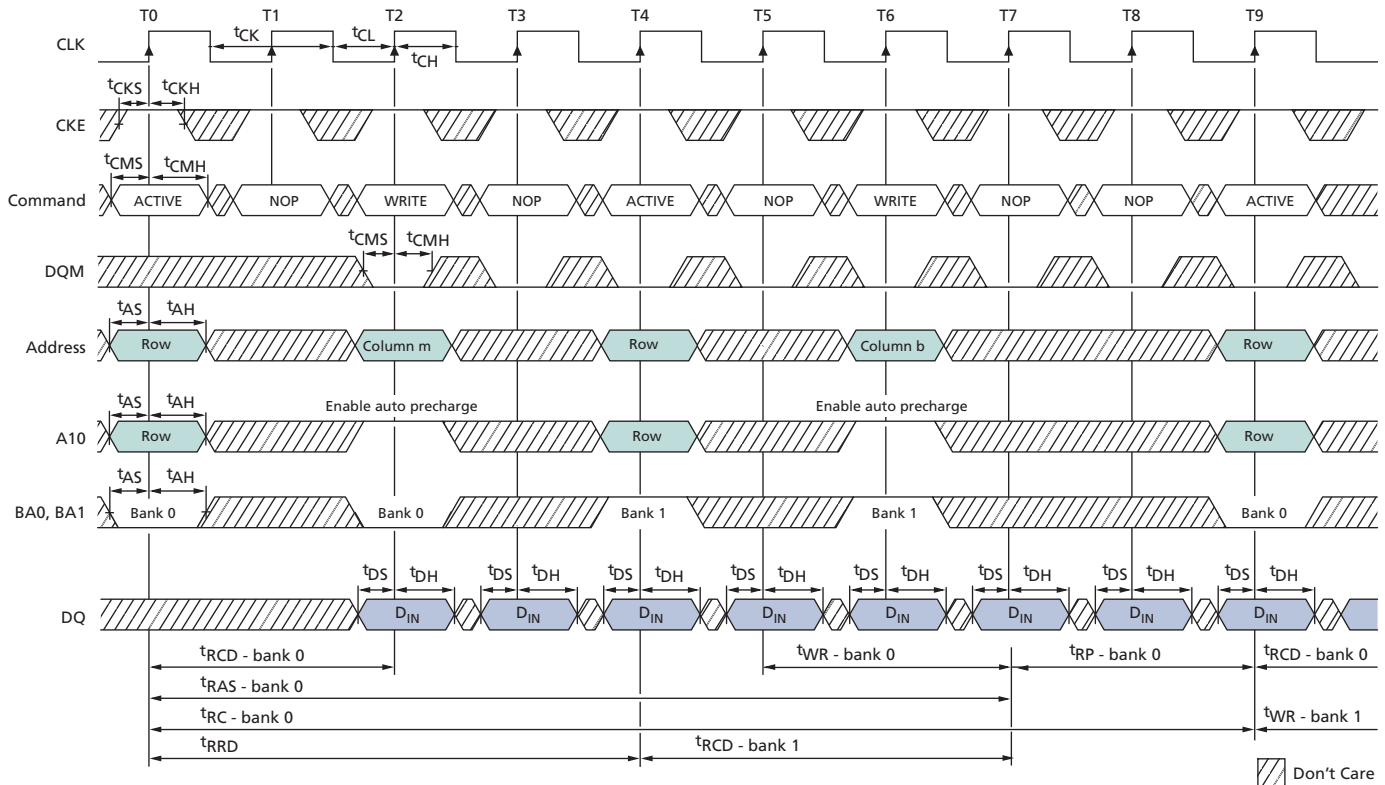 T0 T1 T2 T3 T4 T5 T6 T7 T8 T9
CLK tCK tCL tCH
tCKS tCKH
CKE
tCMS tCMH
Command ACTIVE NOP WRITE NOP ACTIVE NOP WRITE NOP NOP ACTIVE
tCMS tCMH
DQM
tAS tAH
Address Row Column m Row Column b Row
tAS tAH Enable auto precharge Enable auto precharge
A10 Row Row Row
tAS tAH
BA0, BA1 Bank 0 Bank 0 Bank 1 Bank 1 Bank 0
tDS tDH tDS tDH tDS tDH tDS tDH tDS tDH tDS tDH tDS tDH tDS tDH
DQ DIN DIN DIN DIN DIN DIN DIN DIN
tRCD - bank 0 tWR - bank 0 tRP - bank 0 tRCD - bank 0
tRAS - bank 0
tRC - bank 0 tWR - bank 1
tRRD tRCD - bank 1
Don't Care